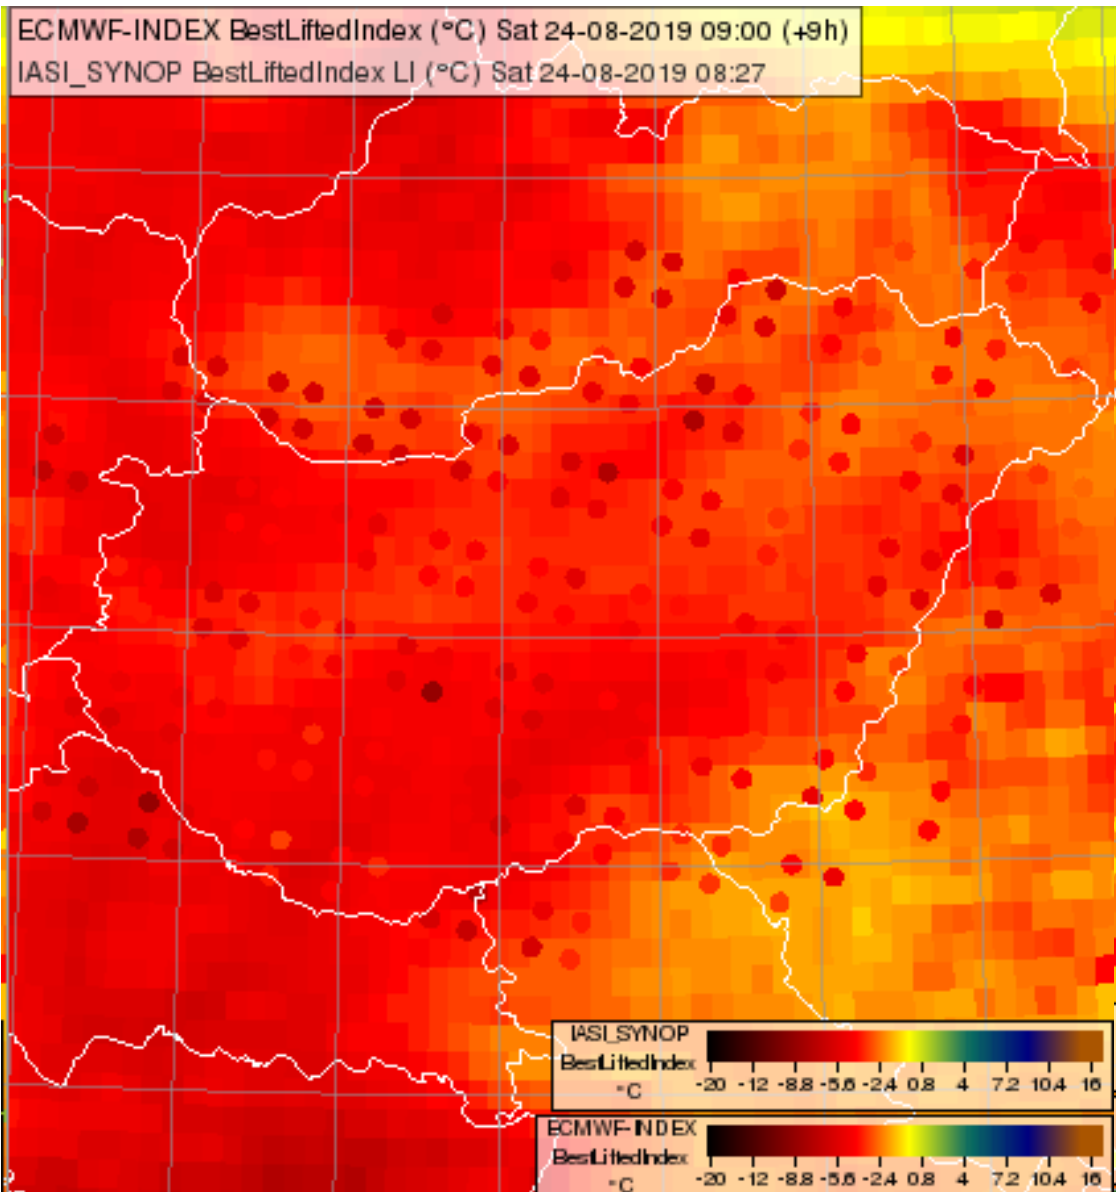 ECMWF-INDEX BestLiftedIndex (°C) Sat 24-08-2019 09:00 (+9h)
IASI_SYNOP BestLiftedIndex LI (°C) Sat 24-08-2019 08:27
IASI_SYNOP
BestLiftedIndex
°C
-20 -12 -8.8 -5.6 -2.4 0.8 4 7.2 10.4 16
ECMWF-INDEX
BestLiftedIndex
°C
-20 -12 -8.8 -5.6 -2.4 0.8 4 7.2 10.4 16